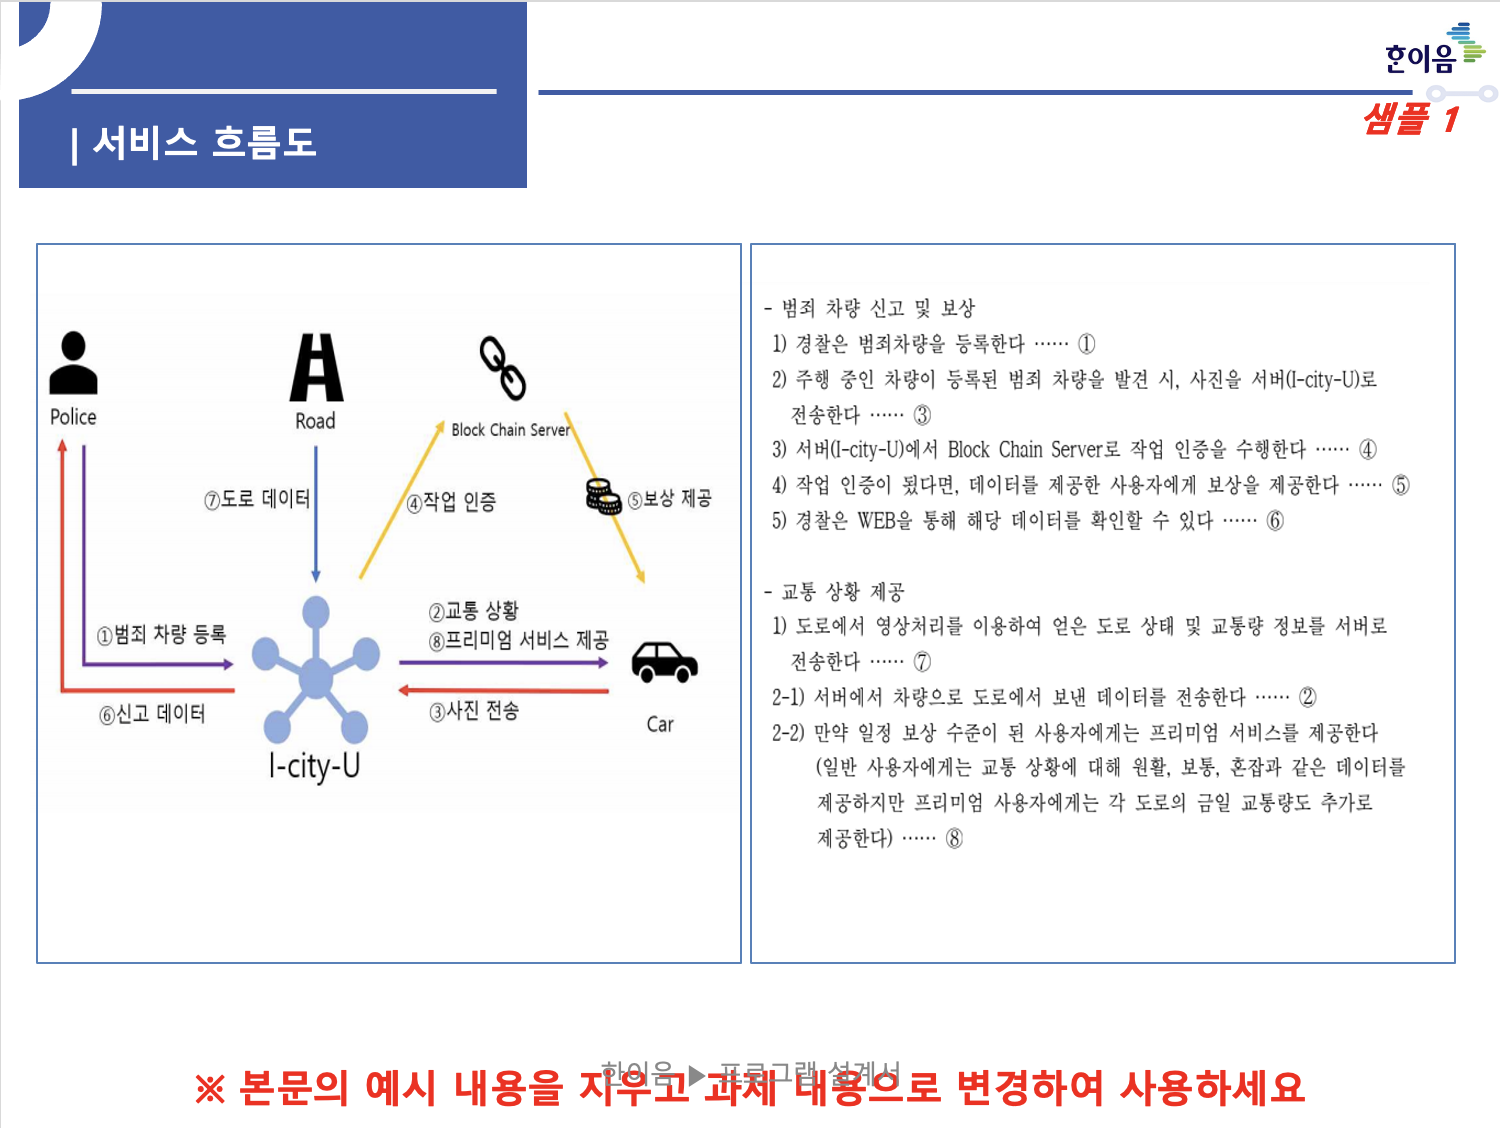 한이음
샘플 1
| 서비스 흐름도
Police
Road
Block Chain Server
⑦도로 데이터
④작업 인증
⑤보상 제공
①범죄 차량 등록
②교통 상황
⑧프리미엄 서비스 제공
⑥신고 데이터
③사진 전송
Car
I-city-U
- 범죄 차량 신고 및 보상
1) 경찰은 범죄차량을 등록한다 …… ①
2) 주행 중인 차량이 등록된 범죄 차량을 발견 시, 사진을 서버(I-city-U)로
전송한다 …… ③
3) 서버(I-city-U)에서 Block Chain Server로 작업 인증을 수행한다 …… ④
4) 작업 인증이 됬다면, 데이터를 제공한 사용자에게 보상을 제공한다 …… ⑤
5) 경찰은 WEB을 통해 해당 데이터를 확인할 수 있다 …… ⑥
- 교통 상황 제공
1) 도로에서 영상처리를 이용하여 얻은 도로 상태 및 교통량 정보를 서버로
전송한다 …… ⑦
2-1) 서버에서 차량으로 도로에서 보낸 데이터를 전송한다 …… ②
2-2) 만약 일정 보상 수준이 된 사용자에게는 프리미엄 서비스를 제공한다
(일반 사용자에게는 교통 상황에 대해 원활, 보통, 혼잡과 같은 데이터를
제공하지만 프리미엄 사용자에게는 각 도로의 금일 교통량도 추가로
제공한다) …… ⑧
한이음 ▶ 프로그램 설계서
※ 본문의 예시 내용을 지우고 과제 내용으로 변경하여 사용하세요